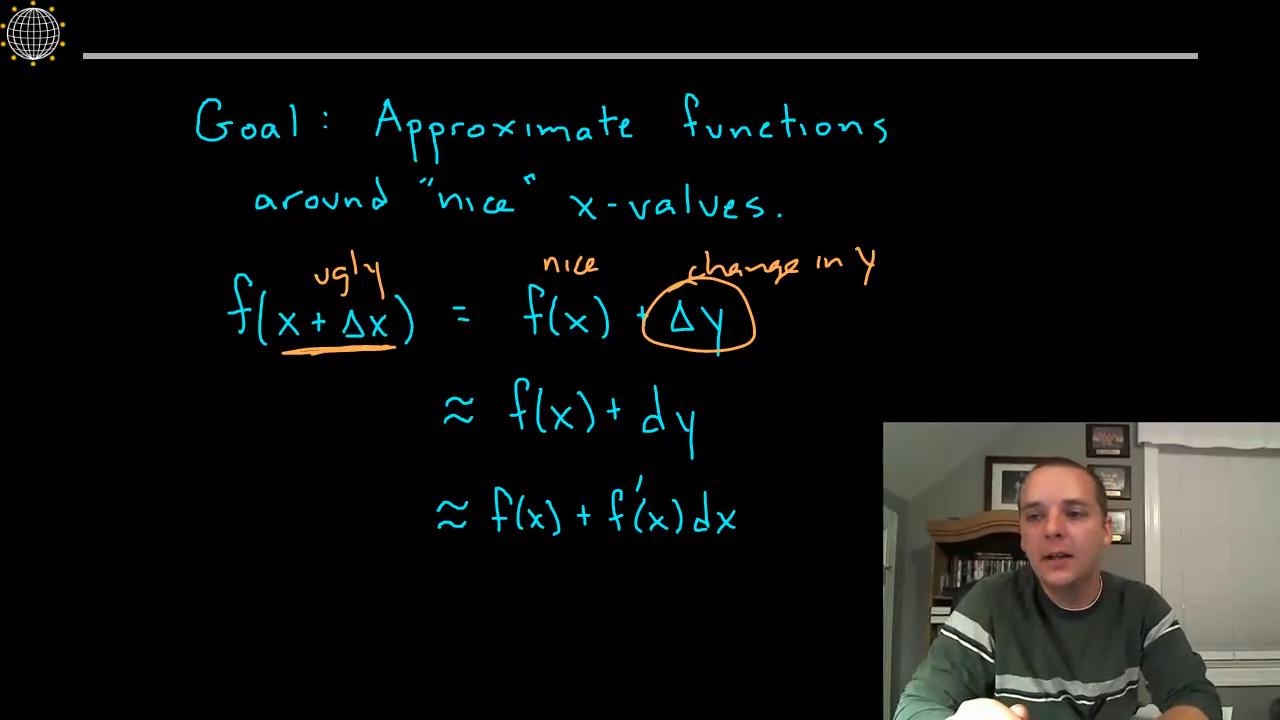 Goal: Approximate functions
around "nice" x-values.
ugly nice change in y
f(x + Δx) = f(x) + Δy
≈ f(x) + dy
≈ f(x) + f'(x) dx